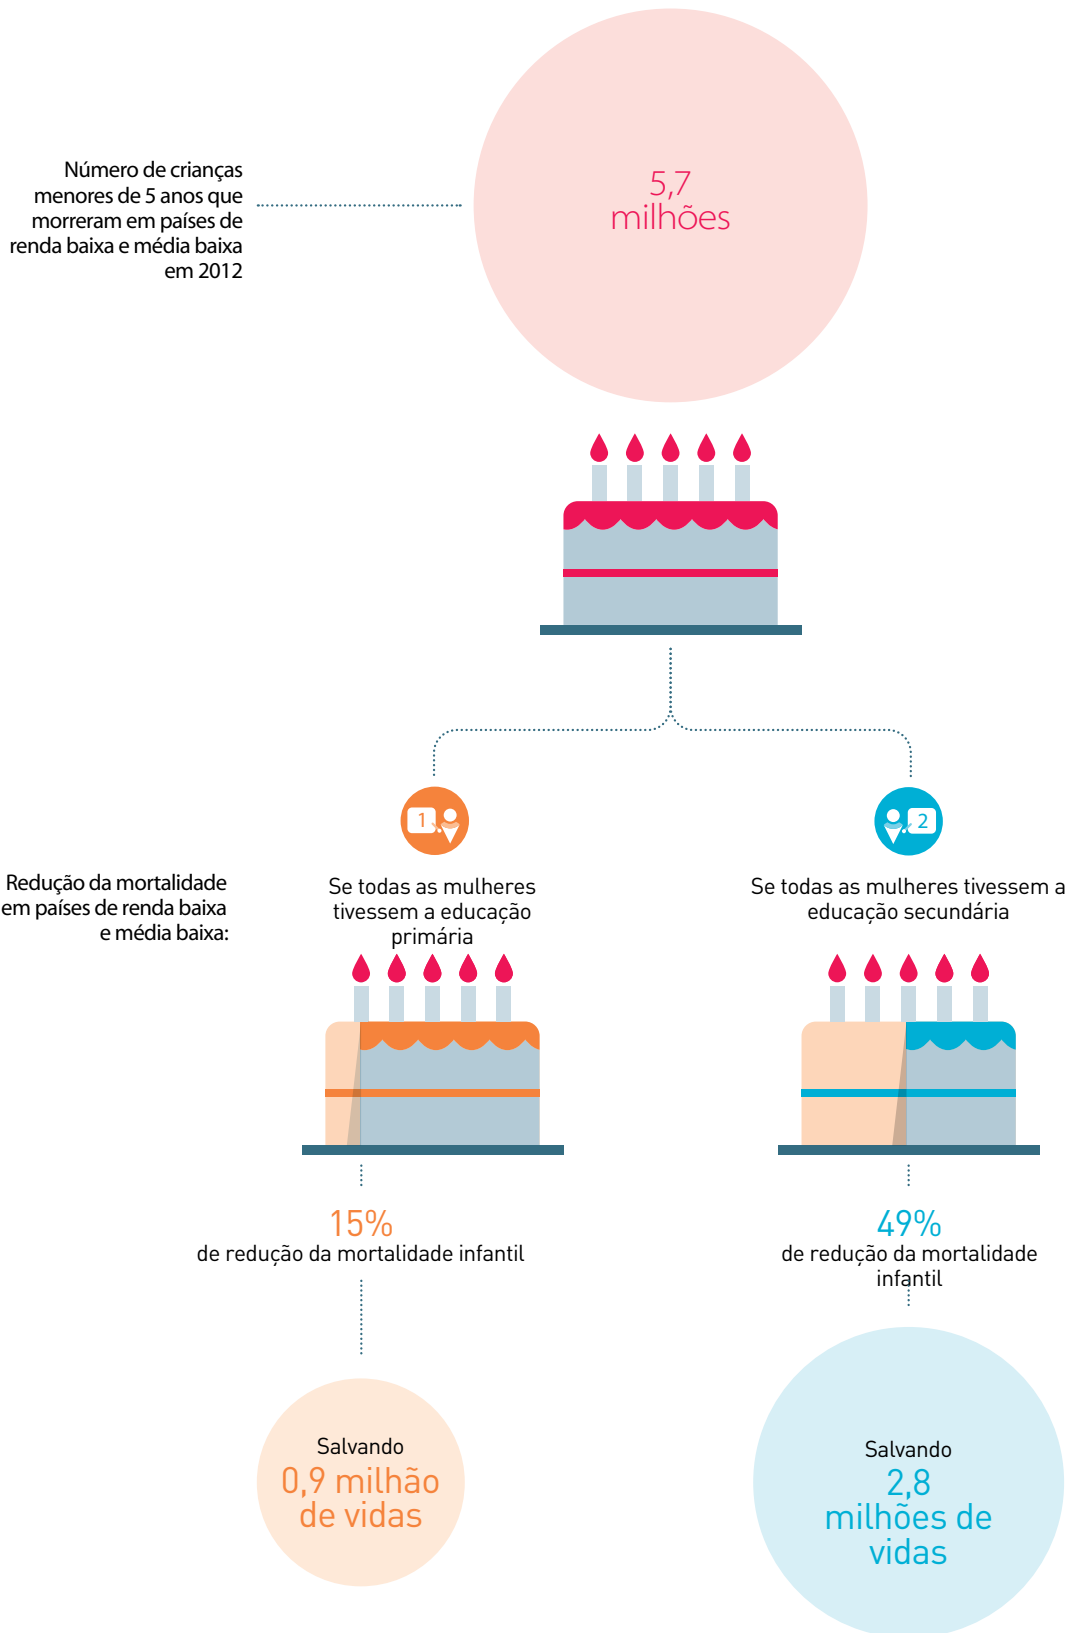 5,7
milhões
Número de crianças
menores de 5 anos que
morreram em países de
renda baixa e média baixa
em 2012
1
2
Redução da mortalidade
em países de renda baixa
e média baixa:
Se todas as mulheres
tivessem a educação
primária
Se todas as mulheres tivessem a
educação secundária
15%
de redução da mortalidade infantil
49%
de redução da mortalidade
infantil
Salvando
0,9 milhão
de vidas
Salvando
2,8
milhões de
vidas